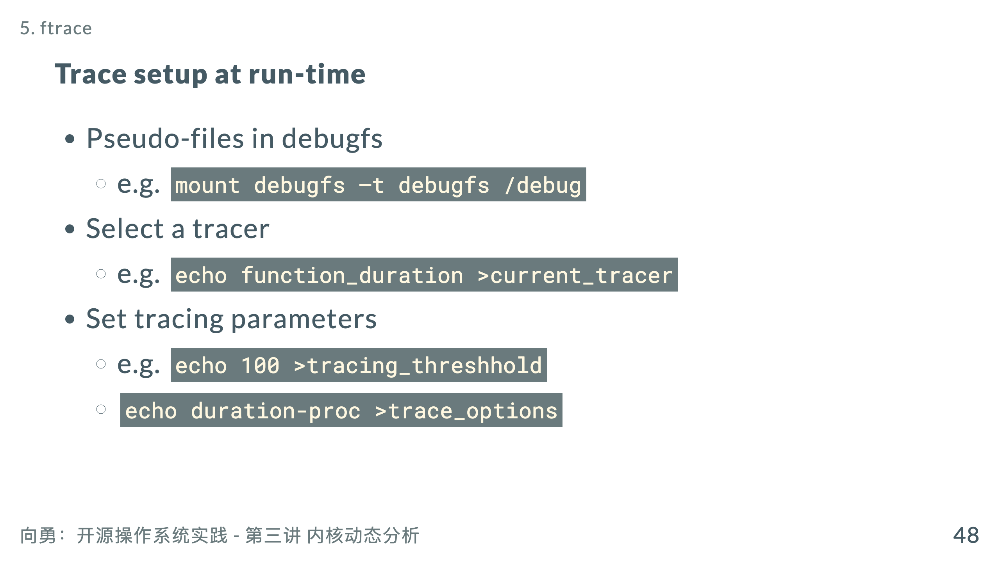 5. ftrace
Trace setup at run-time
• Pseudo-files in debugfs
○ e.g. mount debugfs –t debugfs /debug
• Select a tracer
○ e.g. echo function_duration >current_tracer
• Set tracing parameters
○ e.g. echo 100 >tracing_threshhold
○ echo duration-proc >trace_options
向勇：开源操作系统实践 - 第三讲 内核动态分析
48